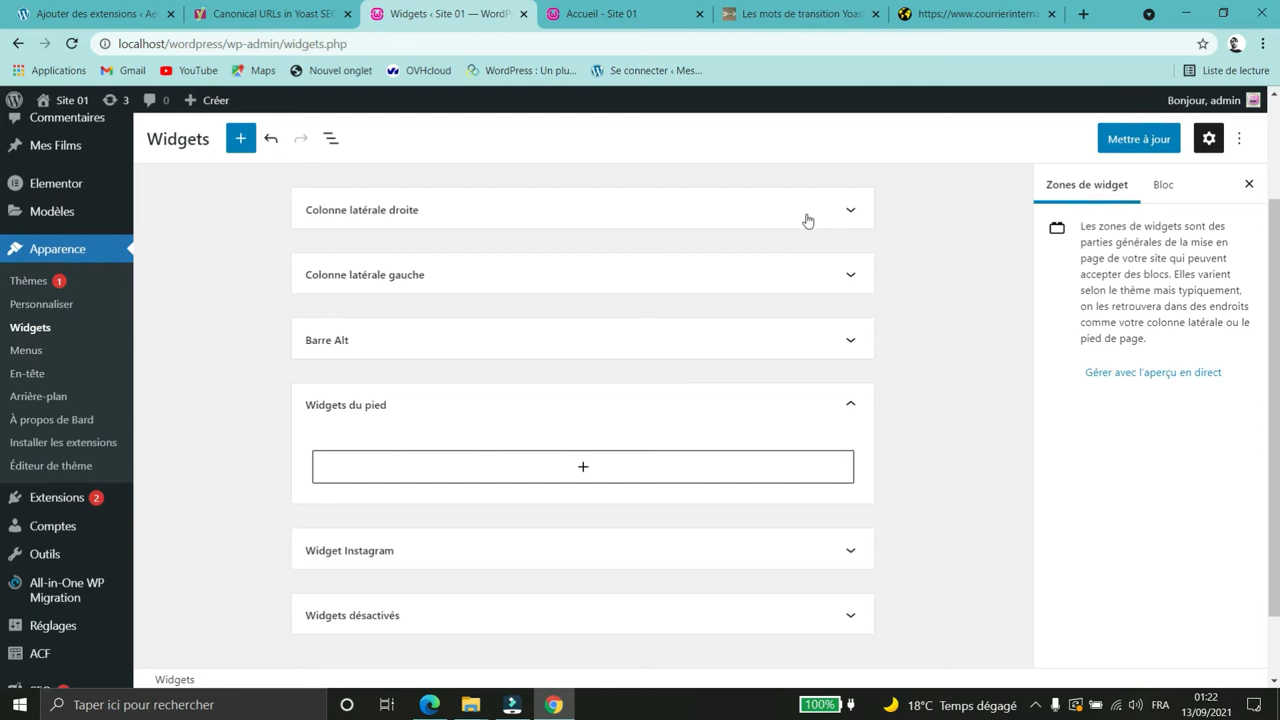 Ajouter des extensions ‹ Ae
Canonical URLs in Yoast SEO
Widgets ‹ Site 01 — WordPr
Accueil - Site 01
Les mots de transition Yoas
https://www.courrierinterna
localhost/wordpress/wp-admin/widgets.php
Applications
Gmail
YouTube
Maps
Nouvel onglet
OVHcloud
WordPress : Un plu...
Se connecter ‹ Mes...
Liste de lecture
Site 01
3
0
Créer
Bonjour, admin
Commentaires
Mes Films
Elementor
Modèles
Apparence
Thèmes 1
Personnaliser
Widgets
Menus
En-tête
Arrière-plan
À propos de Bard
Installer les extensions
Éditeur de thème
Extensions 2
Comptes
Outils
All-in-One WP
Migration
Réglages
ACF
Widgets
Mettre à jour
Colonne latérale droite
Colonne latérale gauche
Barre Alt
Widgets du pied
Widget Instagram
Widgets désactivés
Widgets
Zones de widget
Bloc
Les zones de widgets sont des
parties générales de la mise en
page de votre site qui peuvent
accepter des blocs. Elles varient
selon le thème mais typiquement,
on les retrouvera dans des endroits
comme votre colonne latérale ou le
pied de page.
Gérer avec l'aperçu en direct
Taper ici pour rechercher
100%
18°C Temps dégagé
FRA
01:22
13/09/2021